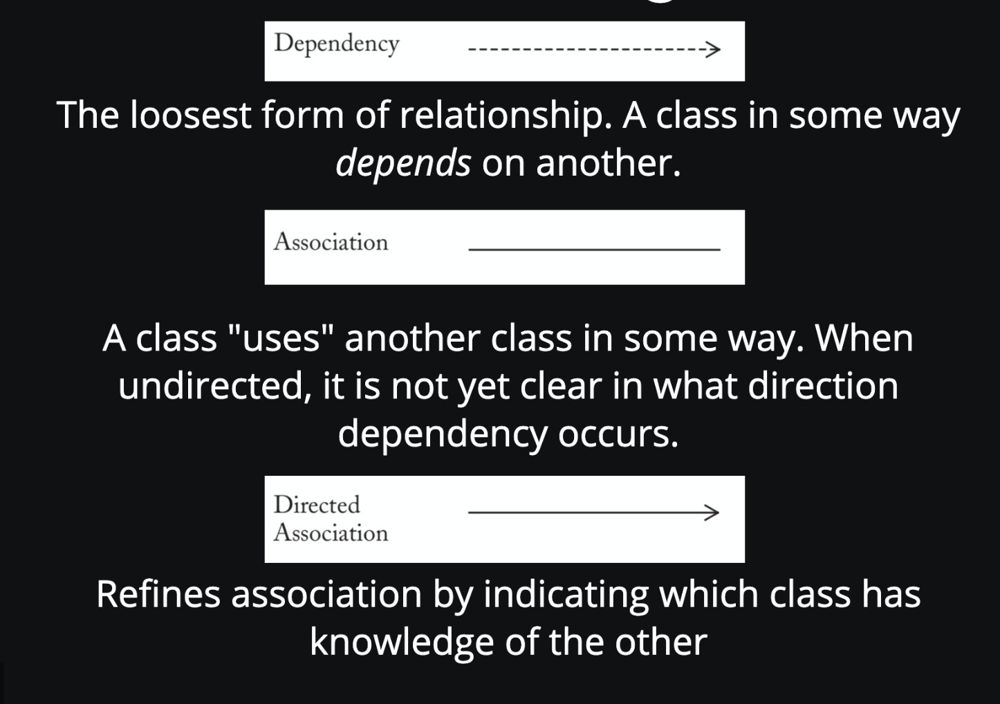 Dependency
The loosest form of relationship. A class in some way
depends on another.
Association
A class "uses" another class in some way. When
undirected, it is not yet clear in what direction
dependency occurs.
Directed
Association
Refines association by indicating which class has
knowledge of the other